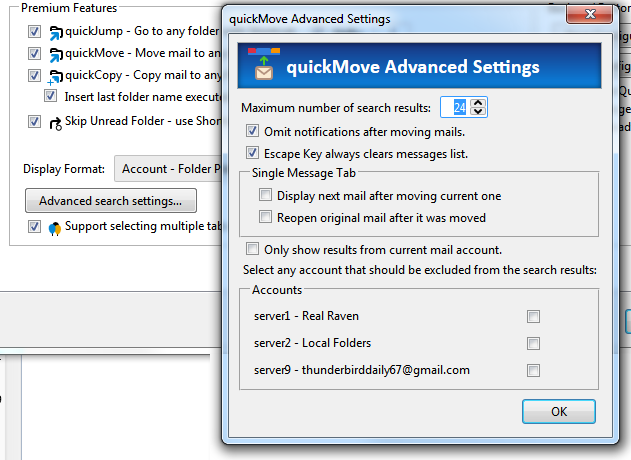 Premium Features
quickJump - Go to any folder
quickMove - Move mail to any
quickCopy - Copy mail to any
Insert last folder name execute
Skip Unread Folder - use Shor
Display Format: Account - Folder P
Advanced search settings...
Support selecting multiple tab
quickMove Advanced Settings
quickMove Advanced Settings
Maximum number of search results: 24
Omit notifications after moving mails.
Escape Key always clears messages list.
Single Message Tab
Display next mail after moving current one
Reopen original mail after it was moved
Only show results from current mail account.
Select any account that should be excluded from the search results:
Accounts
server1 - Real Raven
server2 - Local Folders
server9 - thunderbirddaily67@gmail.com
OK